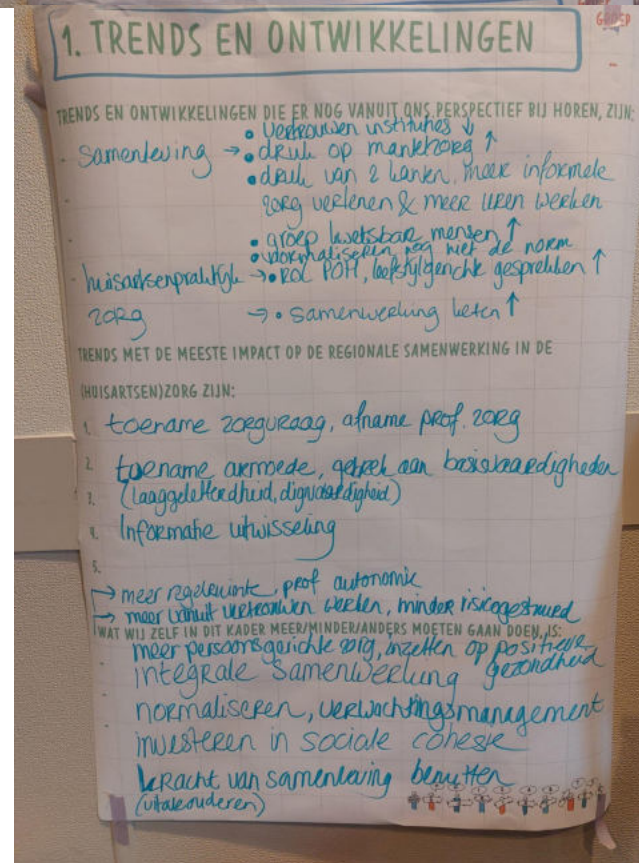 GROEP
1. TRENDS EN ONTWIKKELINGEN
TRENDS EN ONTWIKKELINGEN DIE ER NOG VANUIT ONS PERSPECTIEF BIJ HOREN, ZIJN:
• vertrouwen instituties ↓
- Samenleving → • druk op mantelzorg ↑
• druk van 2 kanten, meer informele
zorg verlenen & meer uren werken
• groep kwetsbare mensen ↑
• normaliseren nog niet de norm
- huisartsenpraktijk → • ROL POH, leefstijlgerichte gesprekken ↑
zorg → • samenwerking keten ↑
TRENDS MET DE MEESTE IMPACT OP DE REGIONALE SAMENWERKING IN DE
(HUISARTSEN)ZORG ZIJN:
1. toename zorgvraag, afname prof. zorg
2. toename armoede, gebrek aan basisvaardigheden
3. (laaggeletterdheid, digivaardigheid)
4. Informatie uitwisseling
5.
→ meer regelruimte, prof autonomie
→ meer vanuit vertrouwen werken, minder risicogestuurd
WAT WIJ ZELF IN DIT KADER MEER/MINDER/ANDERS MOETEN GAAN DOEN, IS:
meer persoonsgerichte zorg, inzetten op positieve
gezondheid
integrale samenwerking
normaliseren, verwachtingsmanagement
investeren in sociale cohesie
kracht van samenleving benutten
(vitale ouderen)